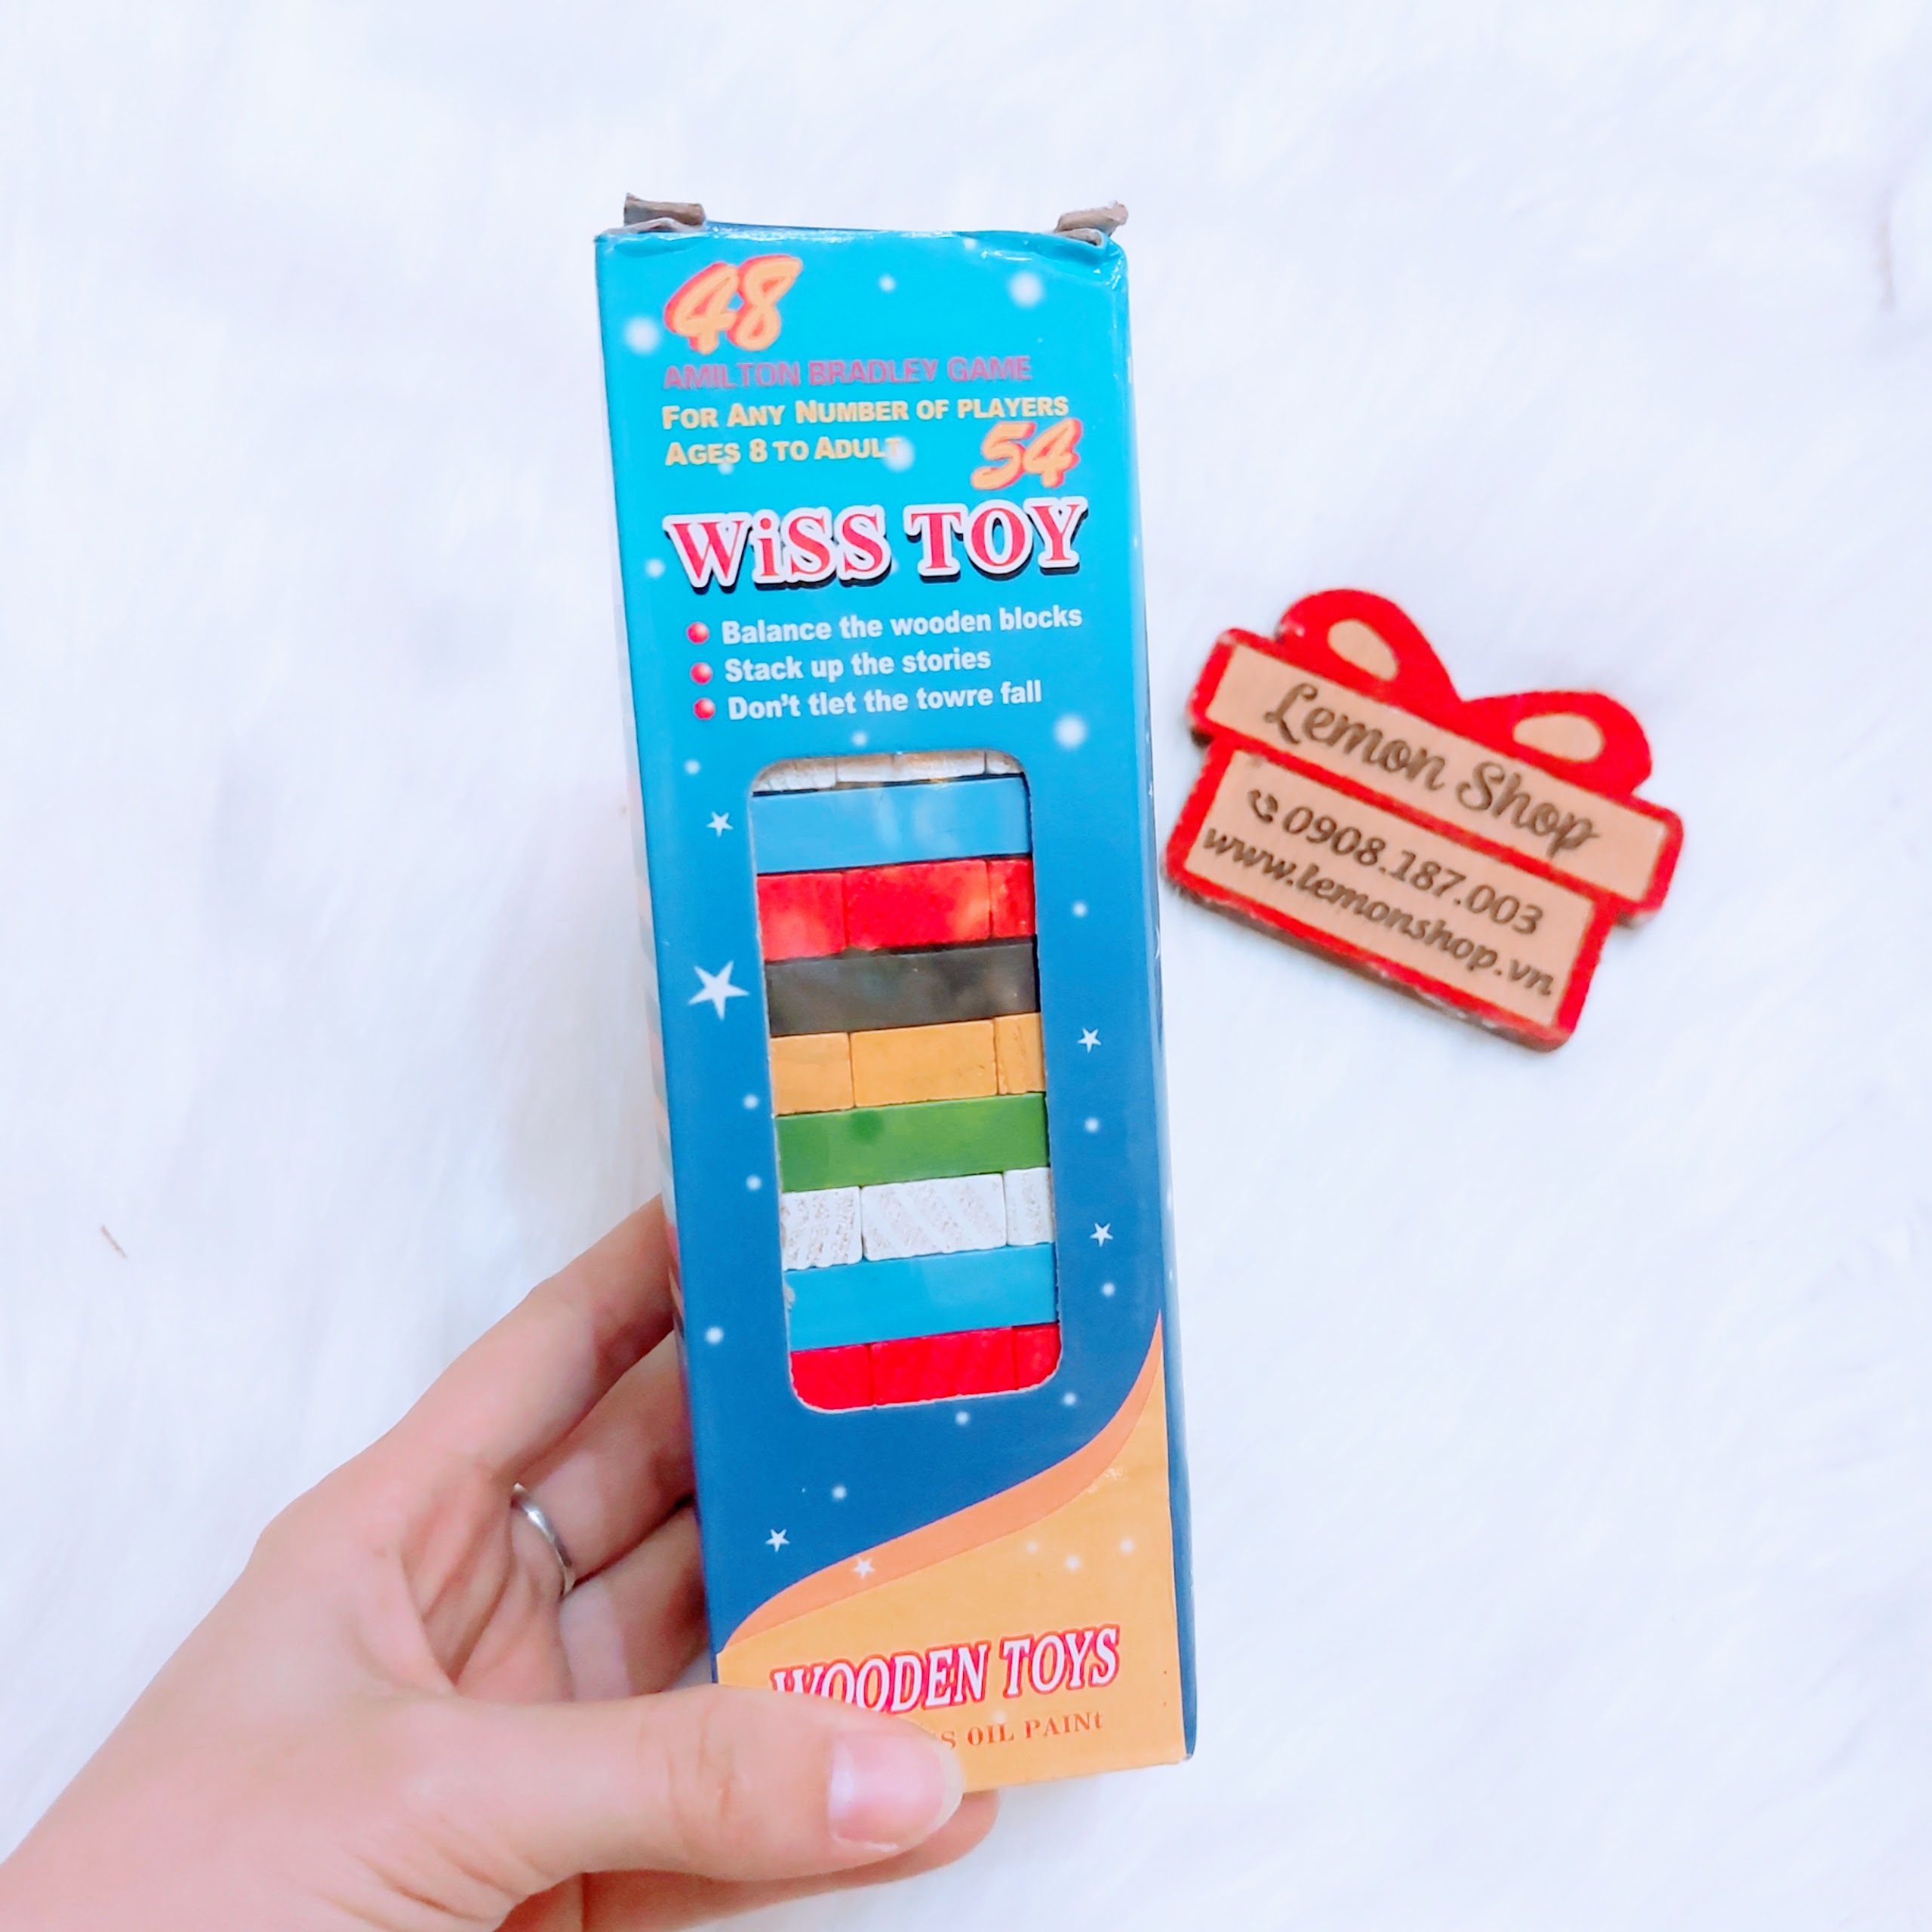 48
AMILTON BRADLEY GAME
FOR ANY NUMBER OF PLAYERS
AGES 8 TO ADULT
54
WiSS TOY
Balance the wooden blocks
Stack up the stories
Don't tlet the towre fall
WOODEN TOYS
OIL PAINt
Lemon Shop
0908.187.003
www.lemonshop.vn